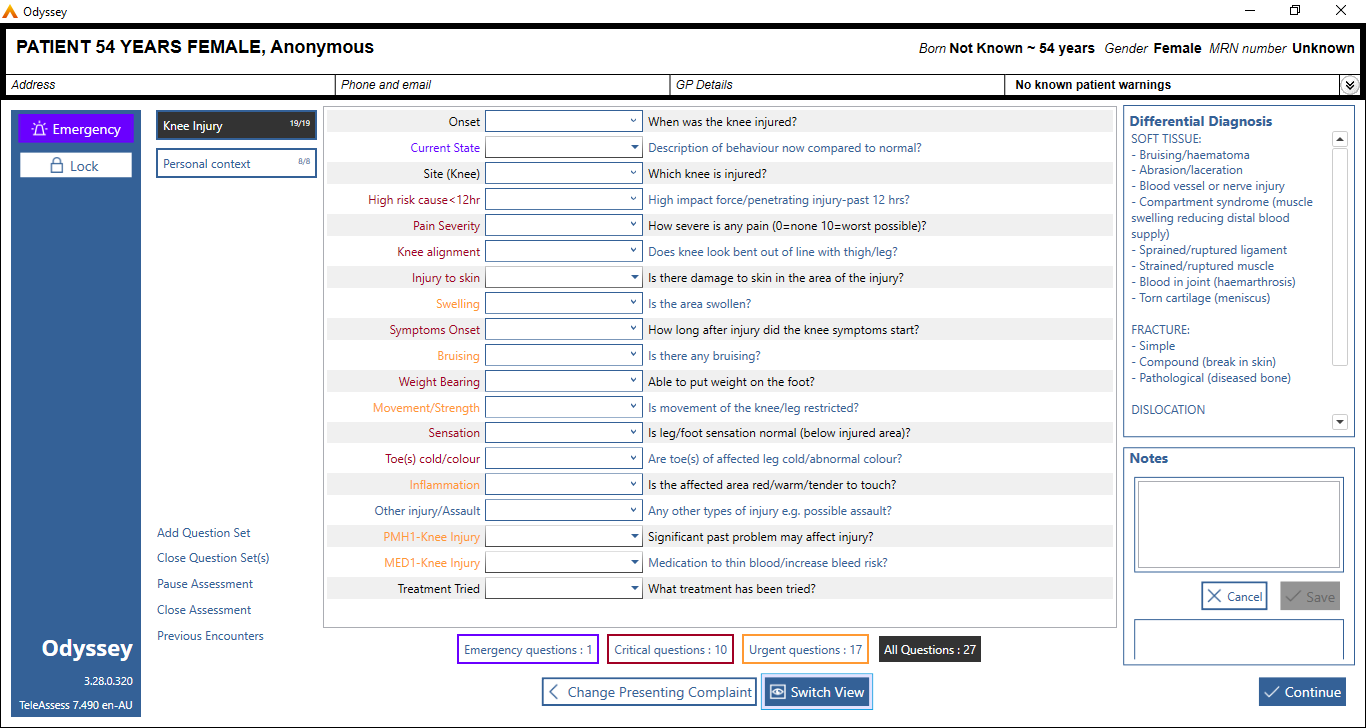 Odyssey
PATIENT 54 YEARS FEMALE, Anonymous
Born Not Known ~ 54 years Gender Female MRN number Unknown
Address
Phone and email
GP Details
No known patient warnings
Emergency
Lock
Knee Injury 19/19
Personal context 8/8
Onset When was the knee injured?
Current State Description of behaviour now compared to normal?
Site (Knee) Which knee is injured?
High risk cause<12hr High impact force/penetrating injury-past 12 hrs?
Pain Severity How severe is any pain (0=none 10=worst possible)?
Knee alignment Does knee look bent out of line with thigh/leg?
Injury to skin Is there damage to skin in the area of the injury?
Swelling Is the area swollen?
Symptoms Onset How long after injury did the knee symptoms start?
Bruising Is there any bruising?
Weight Bearing Able to put weight on the foot?
Movement/Strength Is movement of the knee/leg restricted?
Sensation Is leg/foot sensation normal (below injured area)?
Toe(s) cold/colour Are toe(s) of affected leg cold/abnormal colour?
Inflammation Is the affected area red/warm/tender to touch?
Other injury/Assault Any other types of injury e.g. possible assault?
PMH1-Knee Injury Significant past problem may affect injury?
MED1-Knee Injury Medication to thin blood/increase bleed risk?
Treatment Tried What treatment has been tried?
Differential Diagnosis
SOFT TISSUE:
- Bruising/haematoma
- Abrasion/laceration
- Blood vessel or nerve injury
- Compartment syndrome (muscle
swelling reducing distal blood
supply)
- Sprained/ruptured ligament
- Strained/ruptured muscle
- Blood in joint (haemarthrosis)
- Torn cartilage (meniscus)
FRACTURE:
- Simple
- Compound (break in skin)
- Pathological (diseased bone)
DISLOCATION
Notes
Cancel
Save
Add Question Set
Close Question Set(s)
Pause Assessment
Close Assessment
Previous Encounters
Odyssey
3.28.0.320
TeleAssess 7.490 en-AU
Emergency questions : 1
Critical questions : 10
Urgent questions : 17
All Questions : 27
Change Presenting Complaint
Switch View
Continue